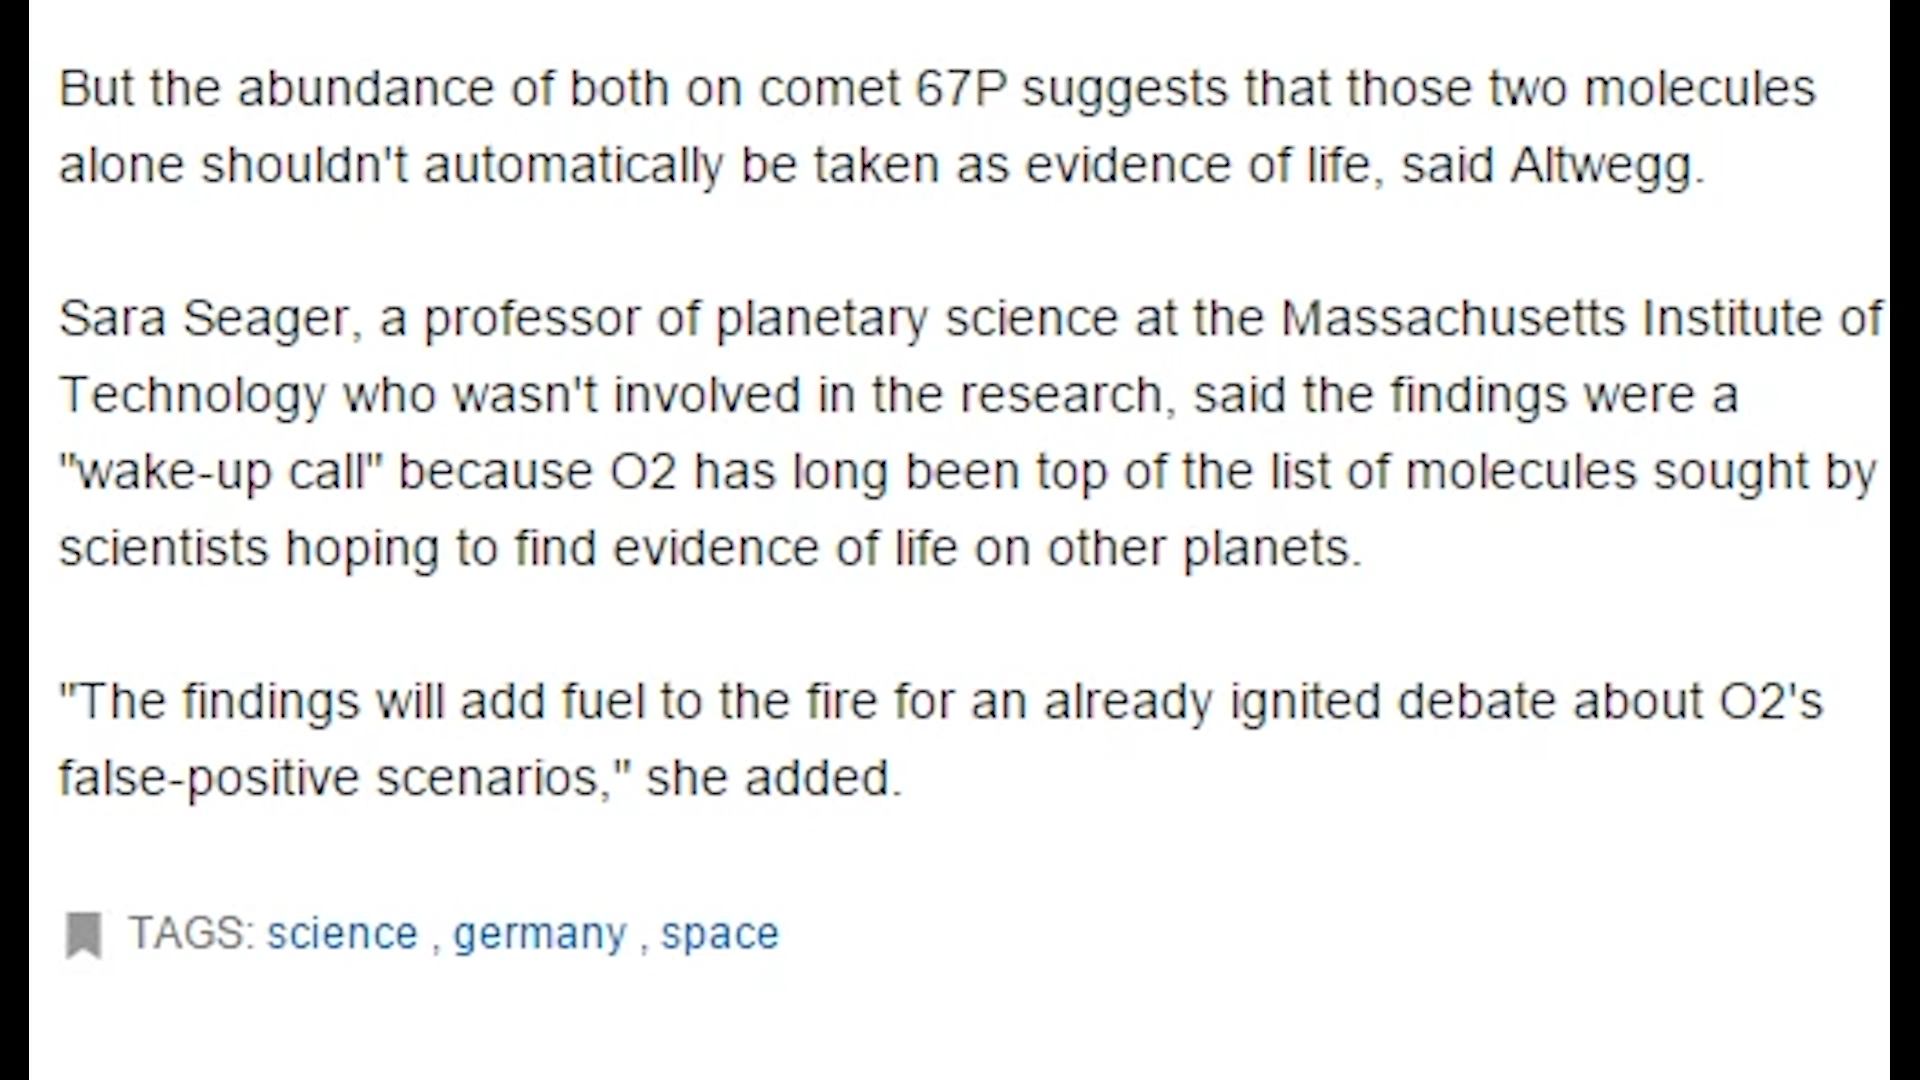 But the abundance of both on comet 67P suggests that those two molecules
alone shouldn't automatically be taken as evidence of life, said Altwegg.
Sara Seager, a professor of planetary science at the Massachusetts Institute of
Technology who wasn't involved in the research, said the findings were a
"wake-up call" because O2 has long been top of the list of molecules sought by
scientists hoping to find evidence of life on other planets.
"The findings will add fuel to the fire for an already ignited debate about O2's
false-positive scenarios," she added.
TAGS: science , germany , space